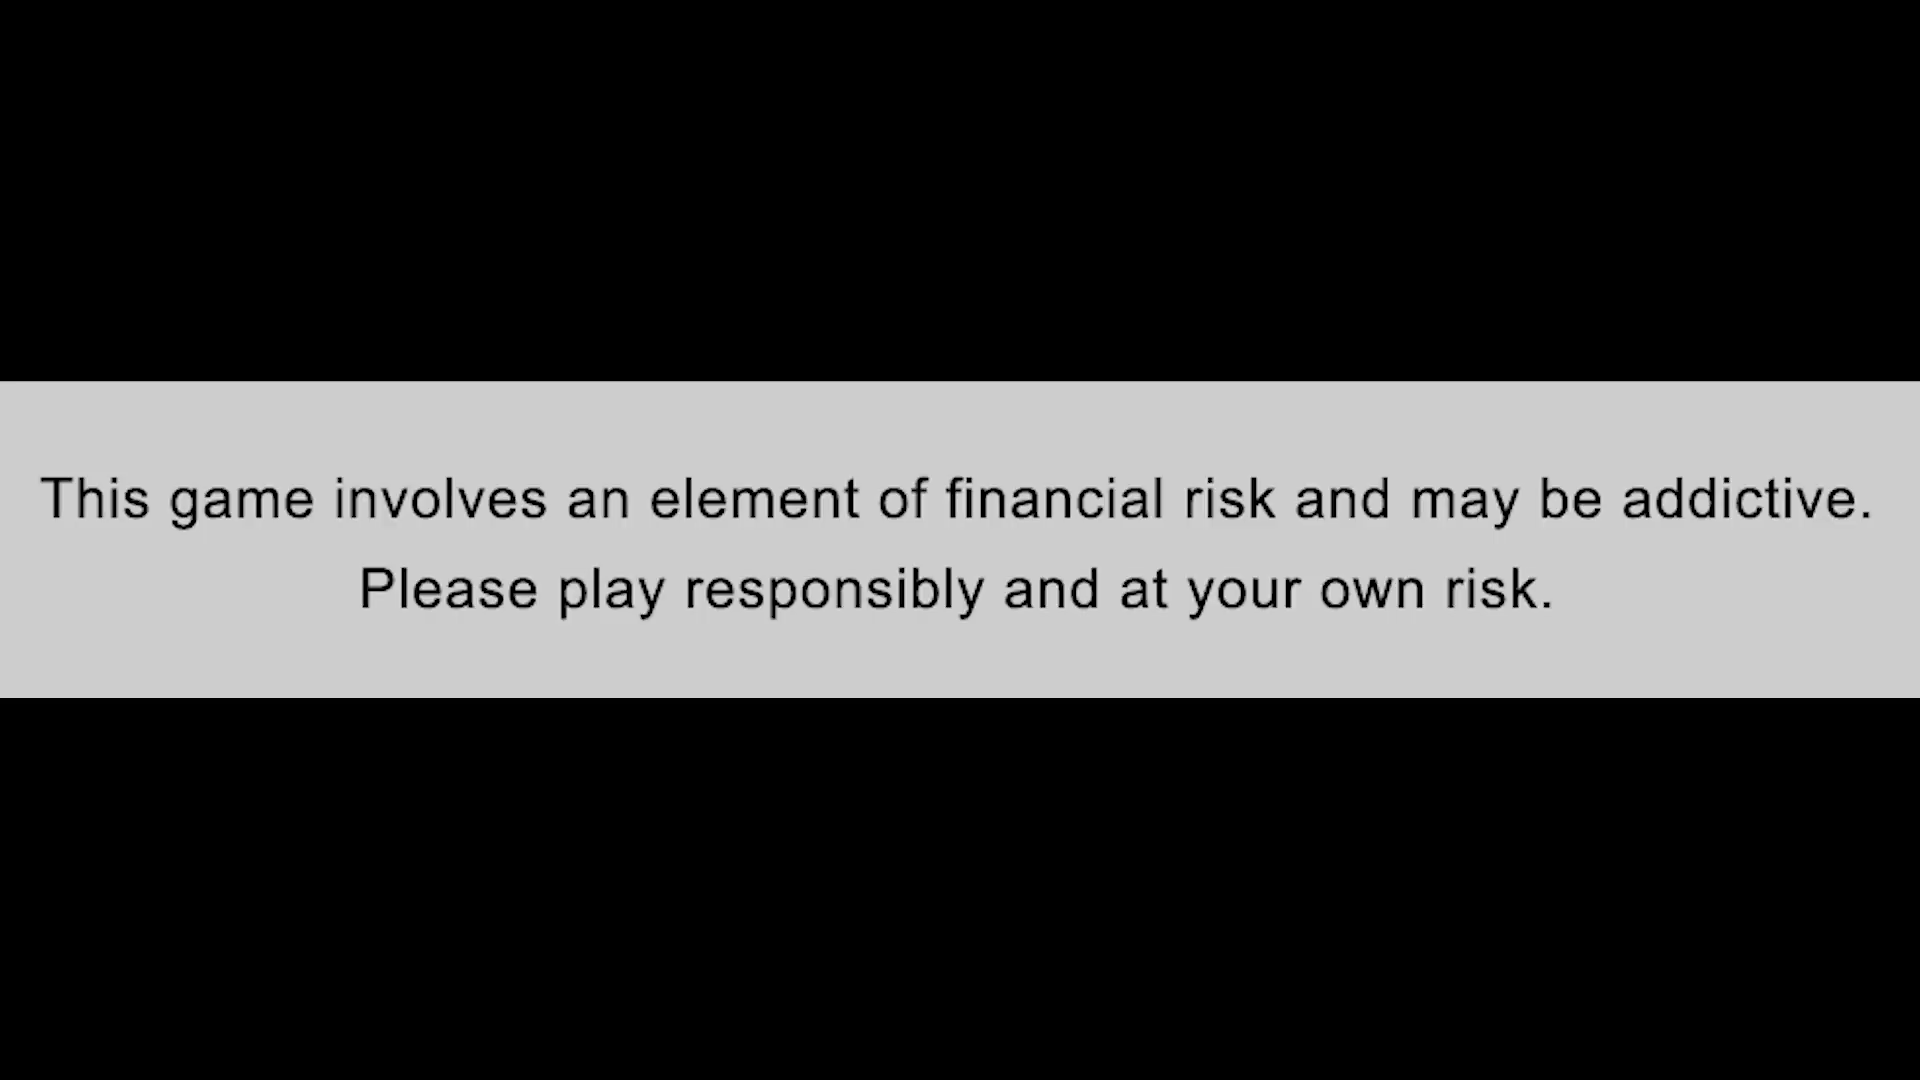 This game involves an element of financial risk and may be addictive.
Please play responsibly and at your own risk.